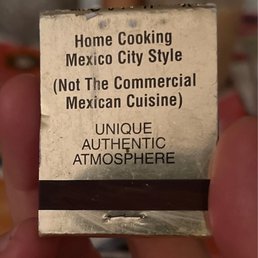 Home Cooking
Mexico City Style
(Not The Commercial
Mexican Cuisine)
UNIQUE
AUTHENTIC
ATMOSPHERE